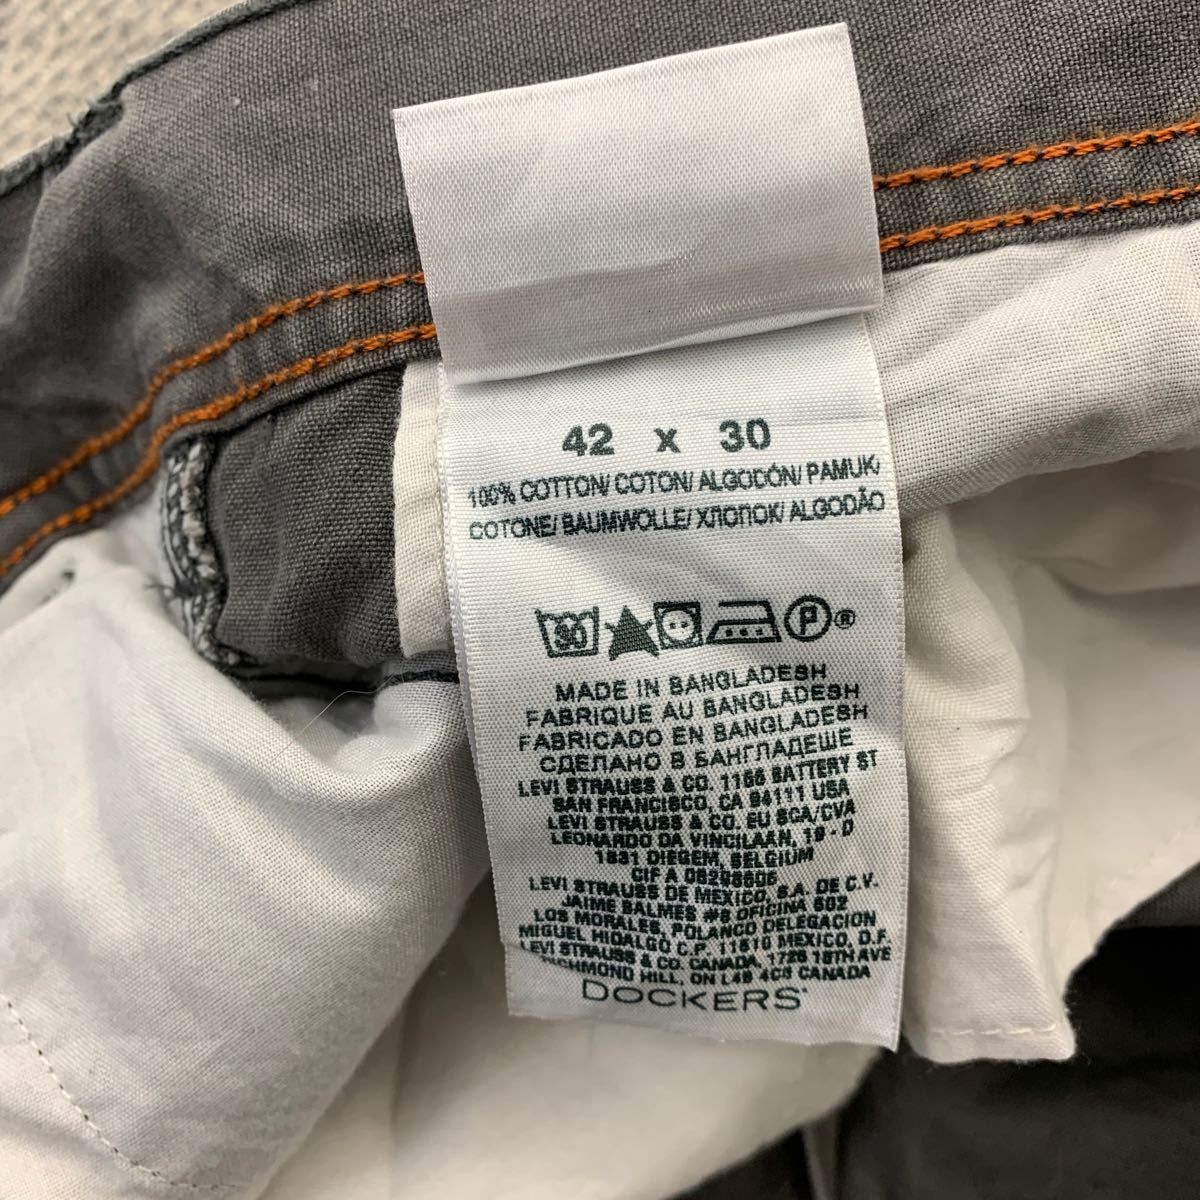 42 x 30
100% COTTON/ COTON/ ALGODÓN/ PAMUK/
COTONE/ BAUMWOLLE/ ХЛОПОК/ ALGODÃO
30 P ®
MADE IN BANGLADESH
FABRIQUE AU BANGLADESH
FABRICADO EN BANGLADESH
СДЕЛАНО В БАНГЛАДЕШЕ
LEVI STRAUSS & CO. 1155 BATTERY ST
SAN FRANCISCO, CA 94111 USA
LEVI STRAUSS & CO. EU SCA/CVA
LEONARDO DA VINCILAAN, 19 - D
1831 DIEGEM, BELGIUM
CIF A
LEVI STRAUSS DE MEXICO, S.A. DE C.V.
JAIME BALMES #8 OFICINA 602
LOS MORALES, POLANCO DELEGACION
MIGUEL HIDALGO C.P. 11510 MEXICO, D.F.
LEVI STRAUSS & CO. CANADA, 1725 16TH AVE
RICHMOND HILL, ON L4B 4C6 CANADA
DOCKERS